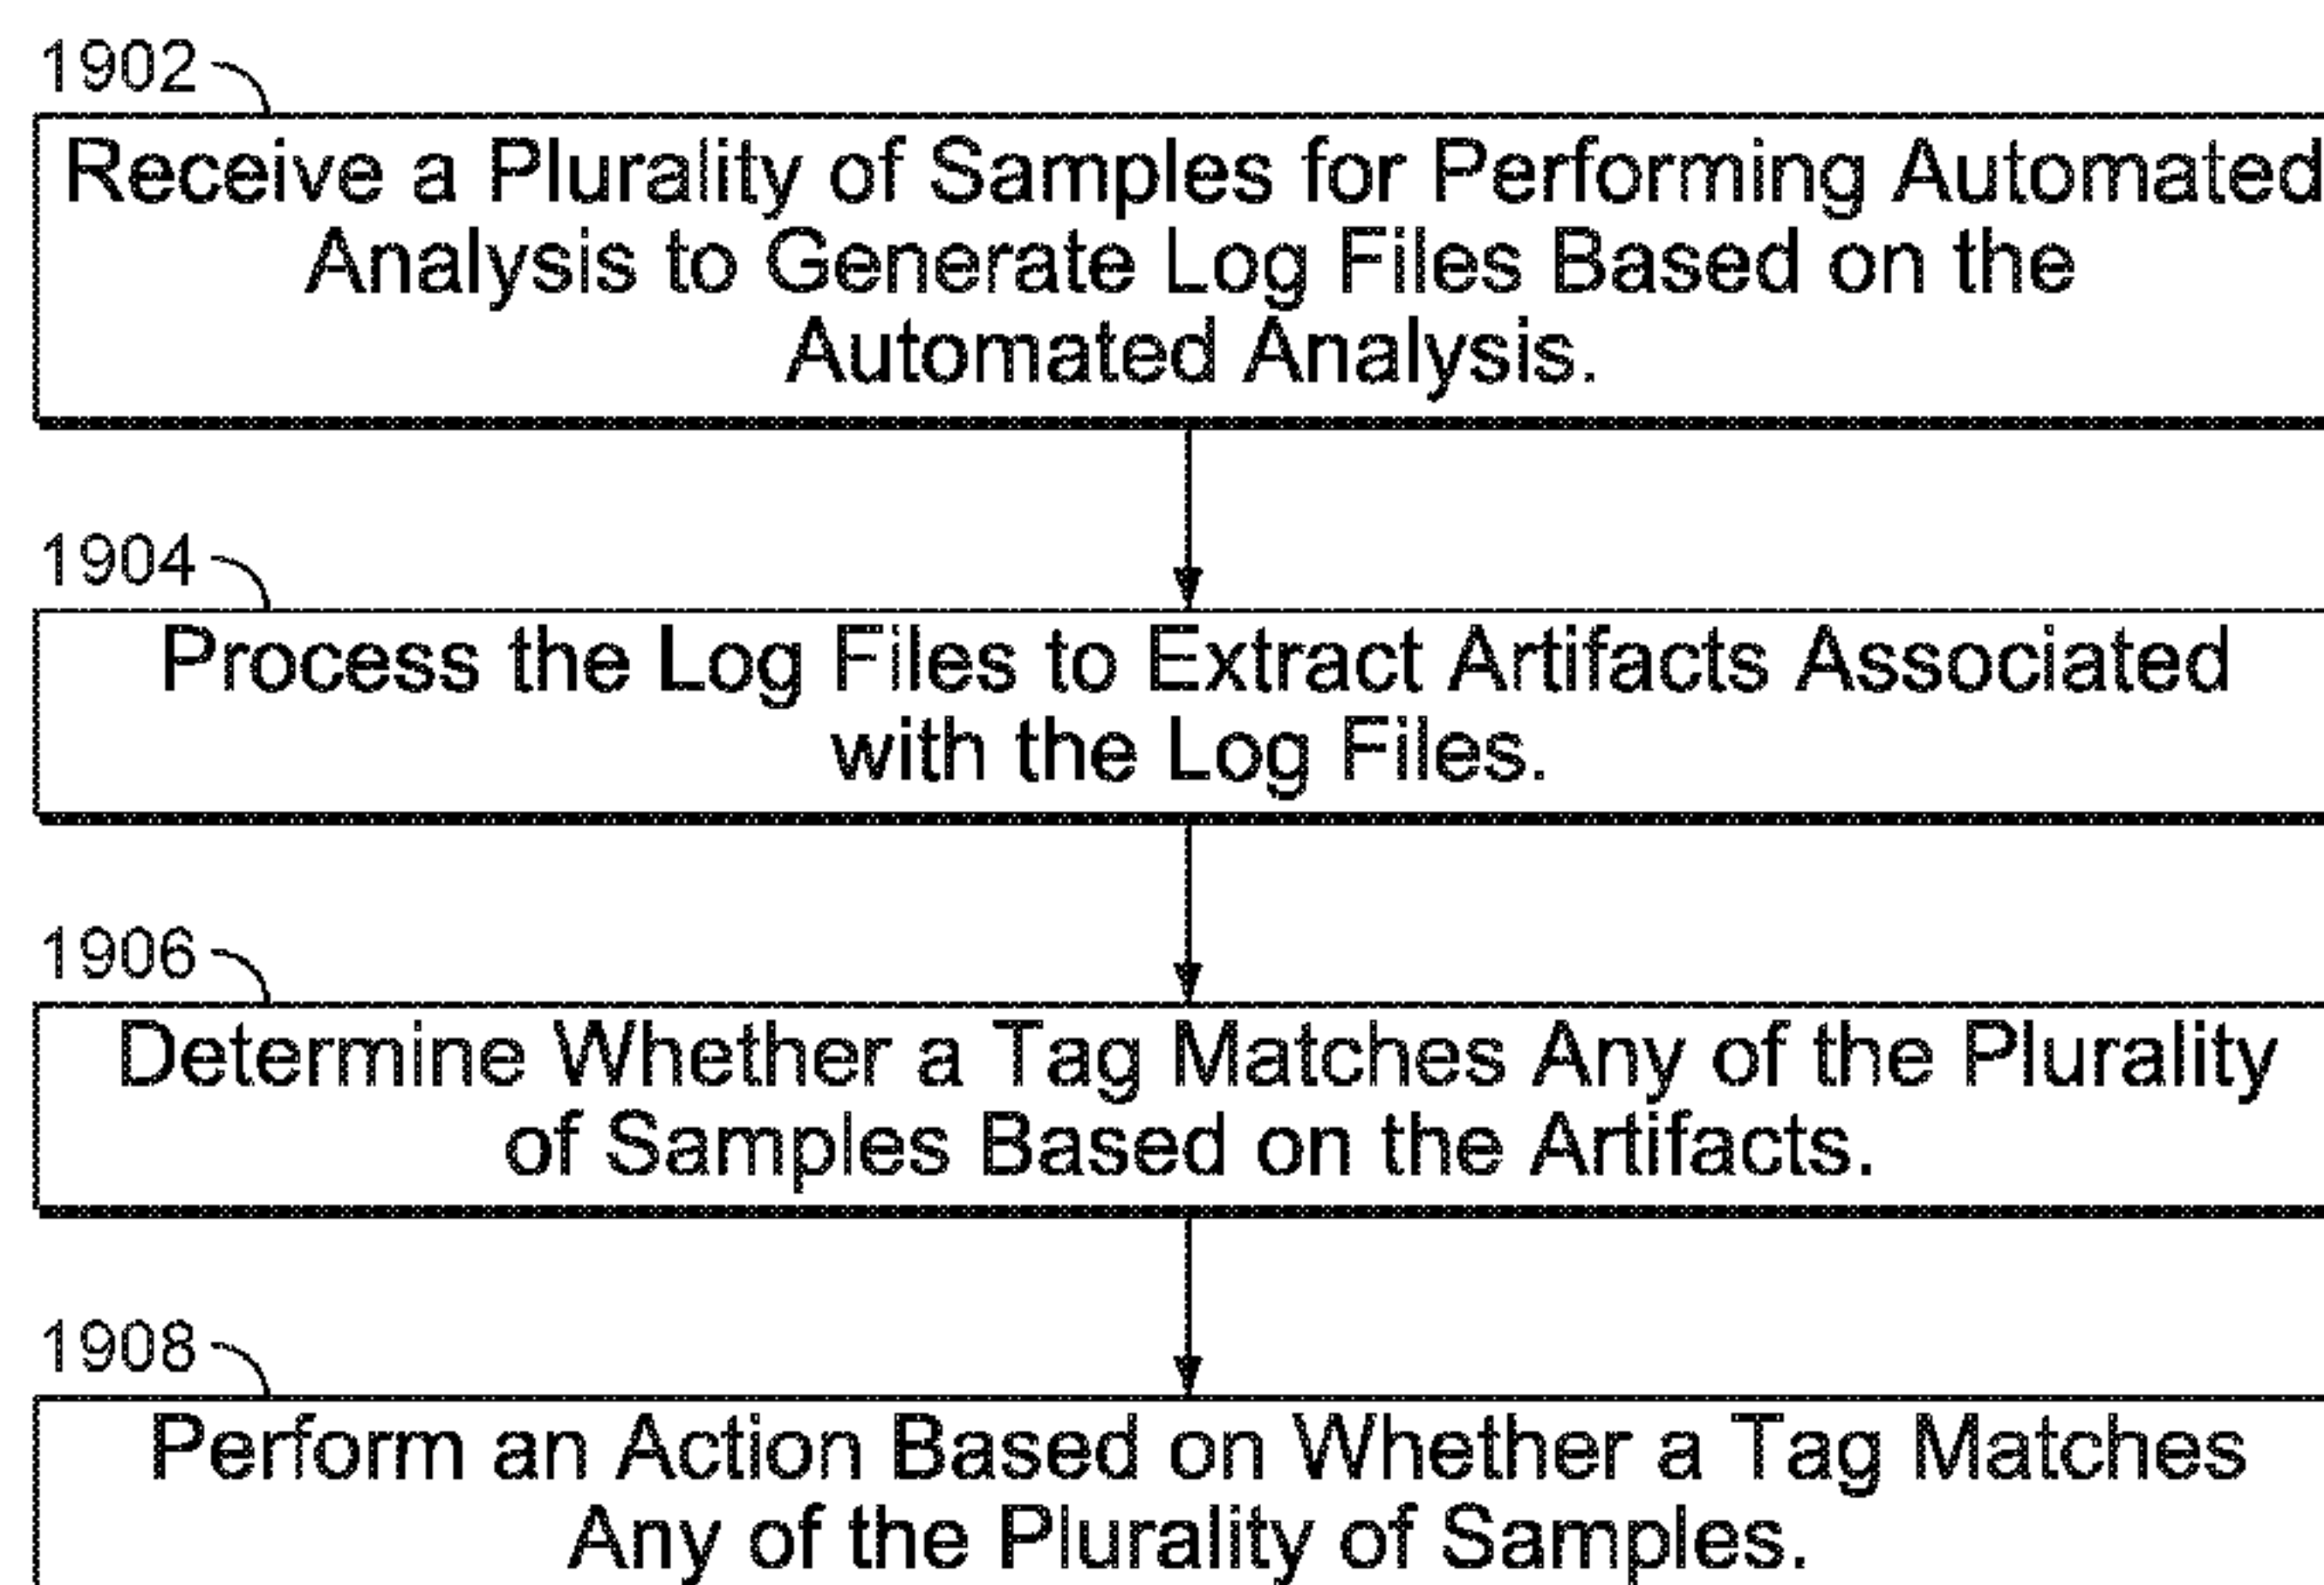 1902
Receive a Plurality of Samples for Performing Automated
Analysis to Generate Log Files Based on the
Automated Analysis.
1904
Process the Log Files to Extract Artifacts Associated
with the Log Files.
1906
Determine Whether a Tag Matches Any of the Plurality
of Samples Based on the Artifacts.
1908
Perform an Action Based on Whether a Tag Matches
Any of the Plurality of Samples.